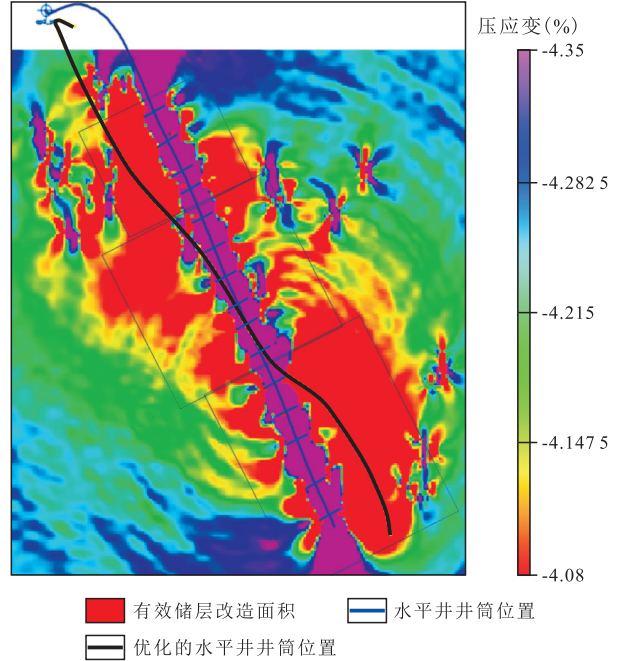 压应变(%)
-4.35
-4.282 5
-4.215
-4.147 5
-4.08
有效储层改造面积
水平井井筒位置
优化的水平井井筒位置